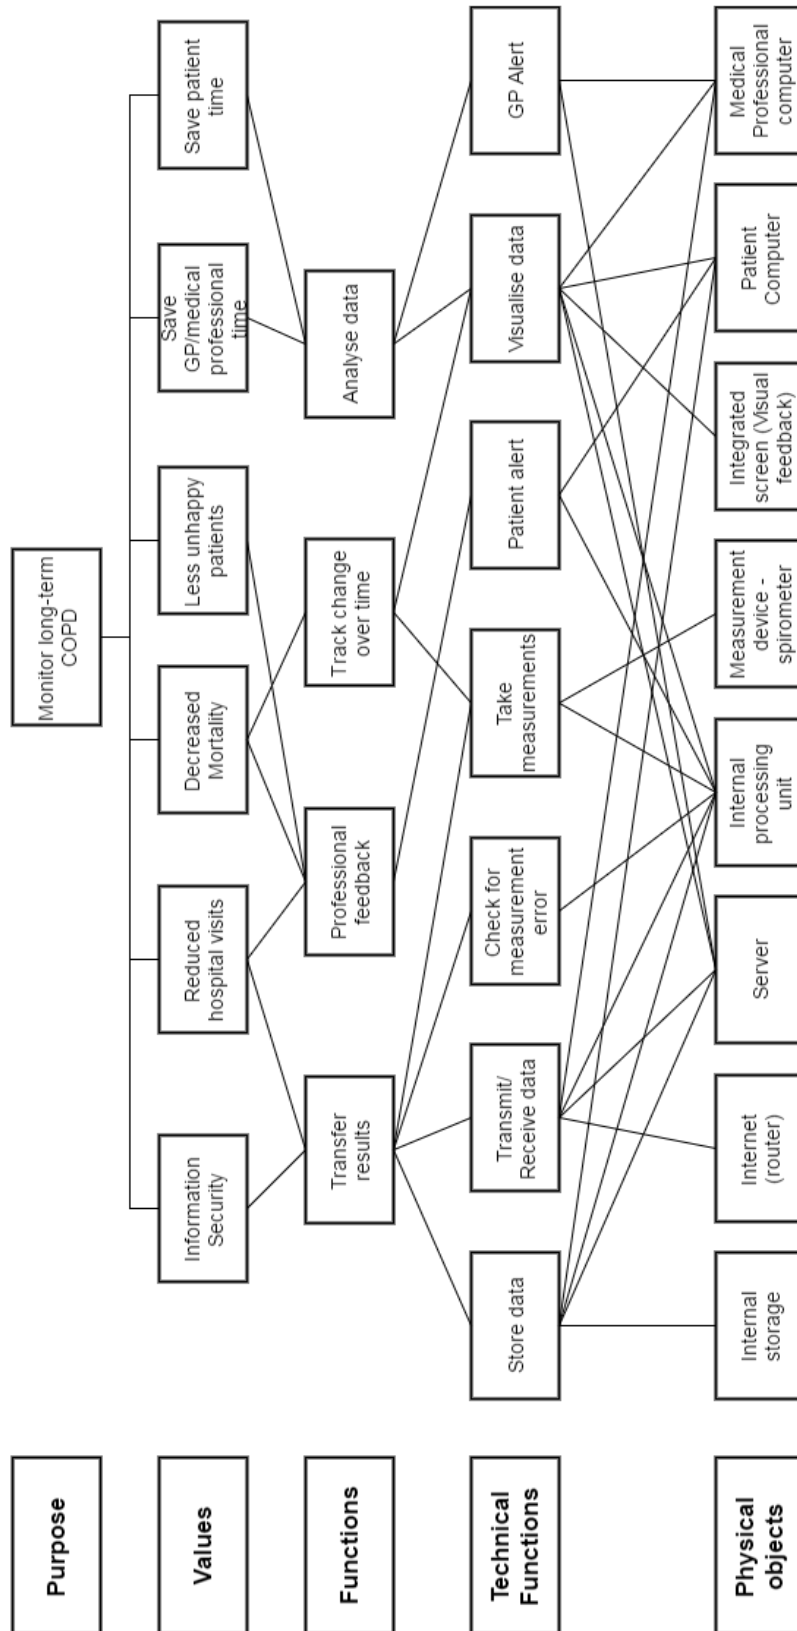 Purpose
Monitor long-term
COPD
Values
Information
Security
Reduced
hospital visits
Decreased
Mortality
Less unhappy
patients
Save
GP/medical
professional
time
Save patient
time
Functions
Transfer
results
Professional
feedback
Track change
over time
Analyse data
Technical
Functions
Store data
Transmit/
Receive data
Check for
measurement
error
Take
measurements
Patient alert
Visualise data
GP Alert
Physical
objects
Internal
storage
Internet
(router)
Server
Internal
processing
unit
Measurement
device -
spirometer
Integrated
screen (Visual
feedback)
Patient
Computer
Medical
Professional
computer